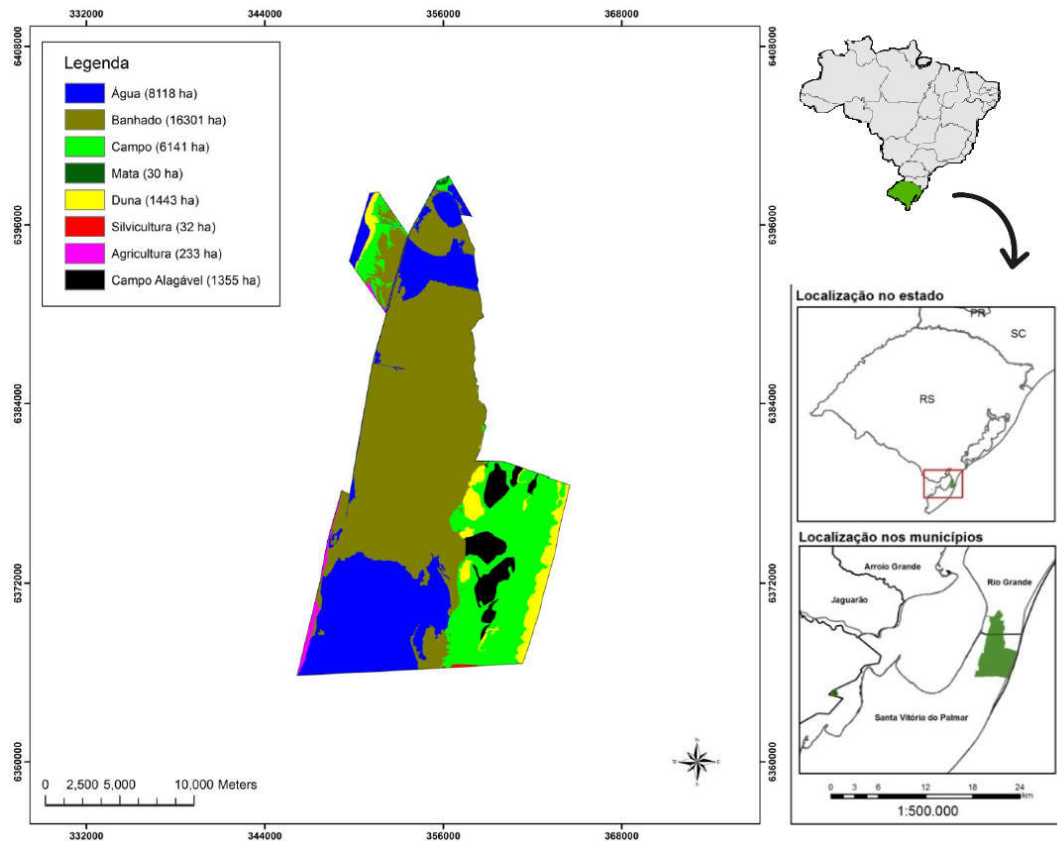 332000 344000 356000 368000
6408000
6396000
6384000
6372000
6360000
Legenda
Água (8118 ha)
Banhado (16301 ha)
Campo (6141 ha)
Mata (30 ha)
Duna (1443 ha)
Silvicultura (32 ha)
Agricultura (233 ha)
Campo Alagável (1355 ha)
0 2,500 5,000 10,000 Meters
332000 344000 356000 368000
6408000
6396000
6384000
6372000
6360000
Localização no estado
PR
SC
RS
Localização nos municípios
Arroio Grande
Rio Grande
Jaguarão
Santa Vitória do Palmar
0 3 6 12 18 24
km
1:500.000